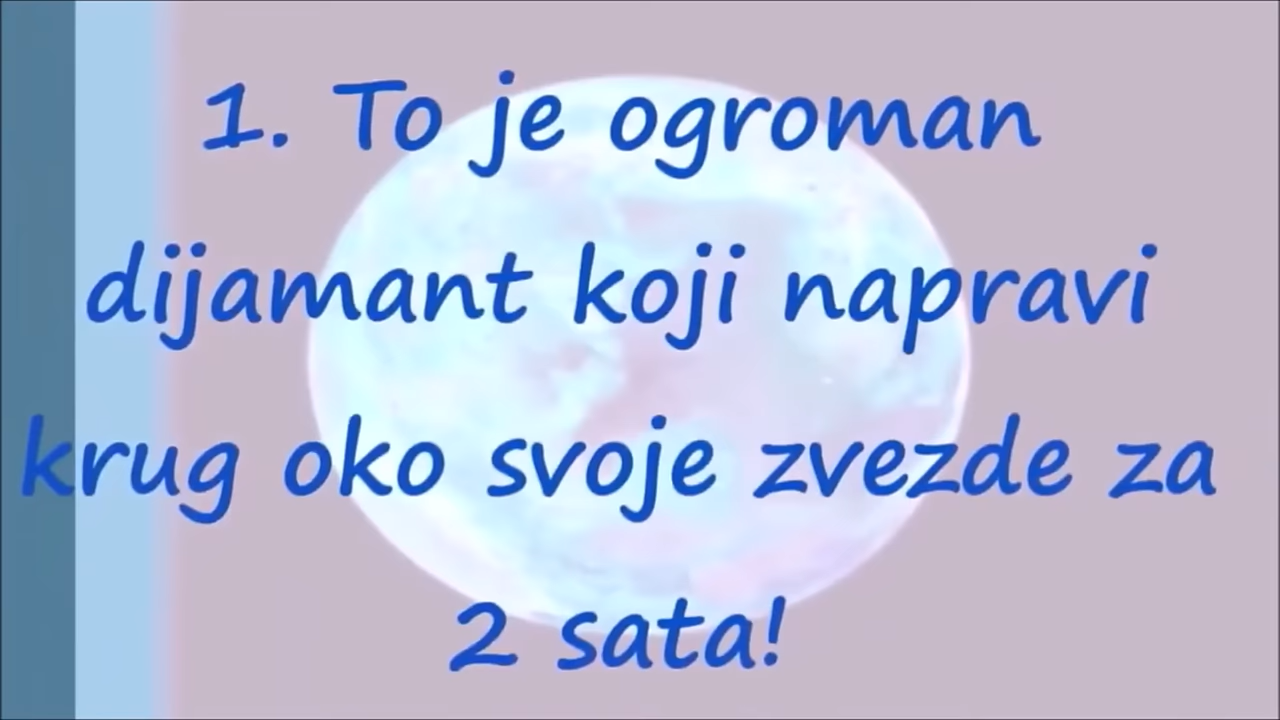 1. To je ogroman
dijamant koji napravi
krug oko svoje zvezde za
2 sata!